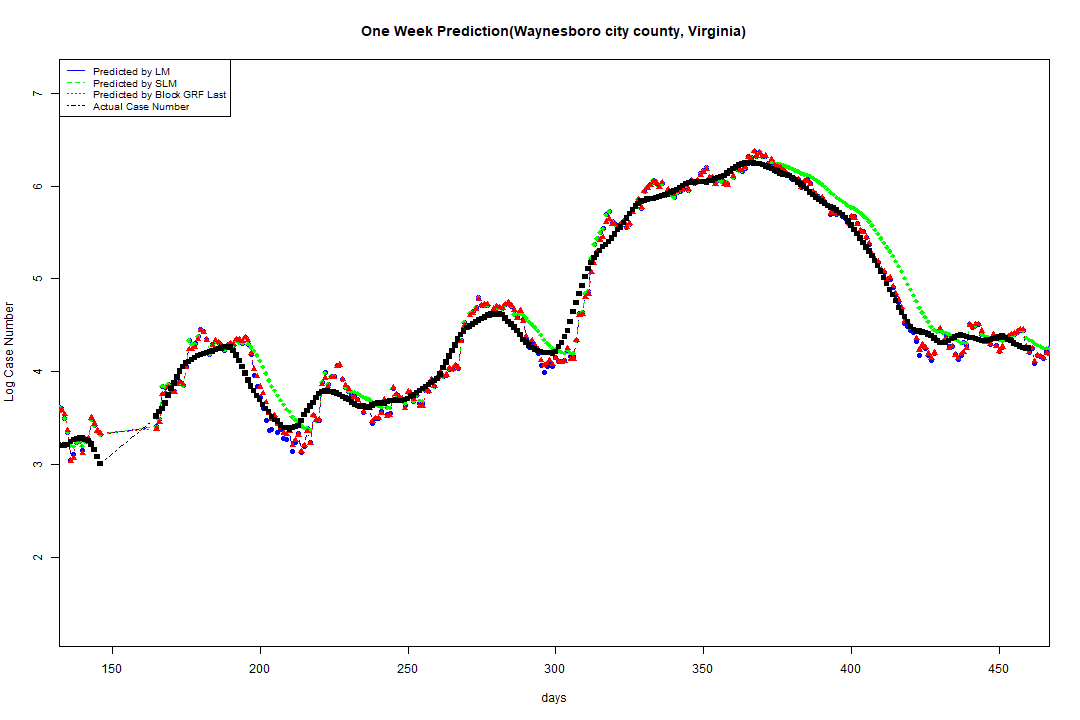 One Week Prediction(Waynesboro city county, Virginia)
Predicted by LM
Predicted by SLM
Predicted by Block GRF Last
Actual Case Number
7
6
5
4
3
2
Log Case Number
150 200 250 300 350 400 450
days